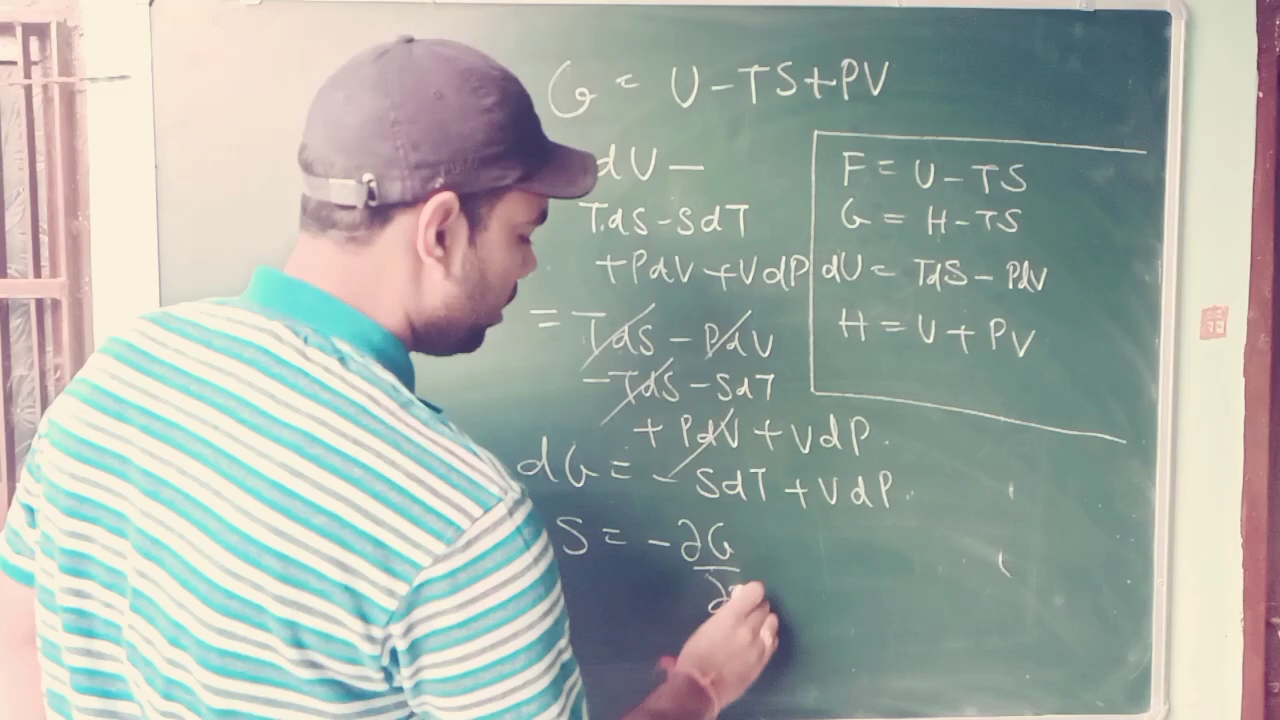 G = U - TS + PV
dU -
TdS - SdT
+ PdV + VdP
= TdS - PdV
- TdS - SdT
+ PdV + VdP.
dG = - SdT + VdP.
S = - ∂G
∂
F = U - TS
G = H - TS
dU = TdS - PdV
H = U + PV